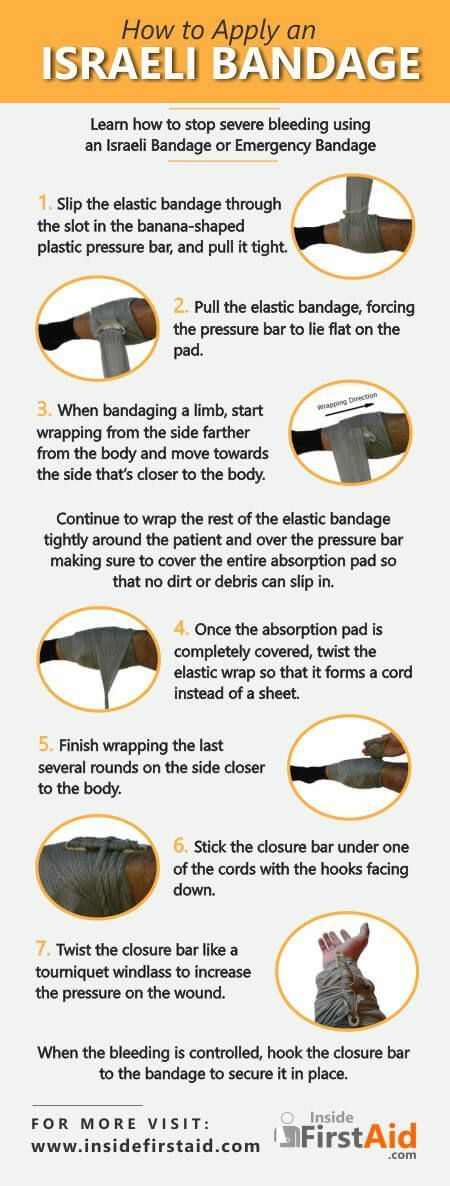 How to Apply an
ISRAELI BANDAGE
Learn how to stop severe bleeding using
an Israeli Bandage or Emergency Bandage
1. Slip the elastic bandage through
the slot in the banana-shaped
plastic pressure bar, and pull it tight.
2. Pull the elastic bandage, forcing
the pressure bar to lie flat on the
pad.
3. When bandaging a limb, start
wrapping from the side farther
from the body and move towards
the side that's closer to the body.
Wrapping Direction
Continue to wrap the rest of the elastic bandage
tightly around the patient and over the pressure bar
making sure to cover the entire absorption pad so
that no dirt or debris can slip in.
4. Once the absorption pad is
completely covered, twist the
elastic wrap so that it forms a cord
instead of a sheet.
5. Finish wrapping the last
several rounds on the side closer
to the body.
6. Stick the closure bar under one
of the cords with the hooks facing
down.
7. Twist the closure bar like a
tourniquet windlass to increase
the pressure on the wound.
When the bleeding is controlled, hook the closure bar
to the bandage to secure it in place.
FOR MORE VISIT:
www.insidefirstaid.com
Inside
FirstAid
.com